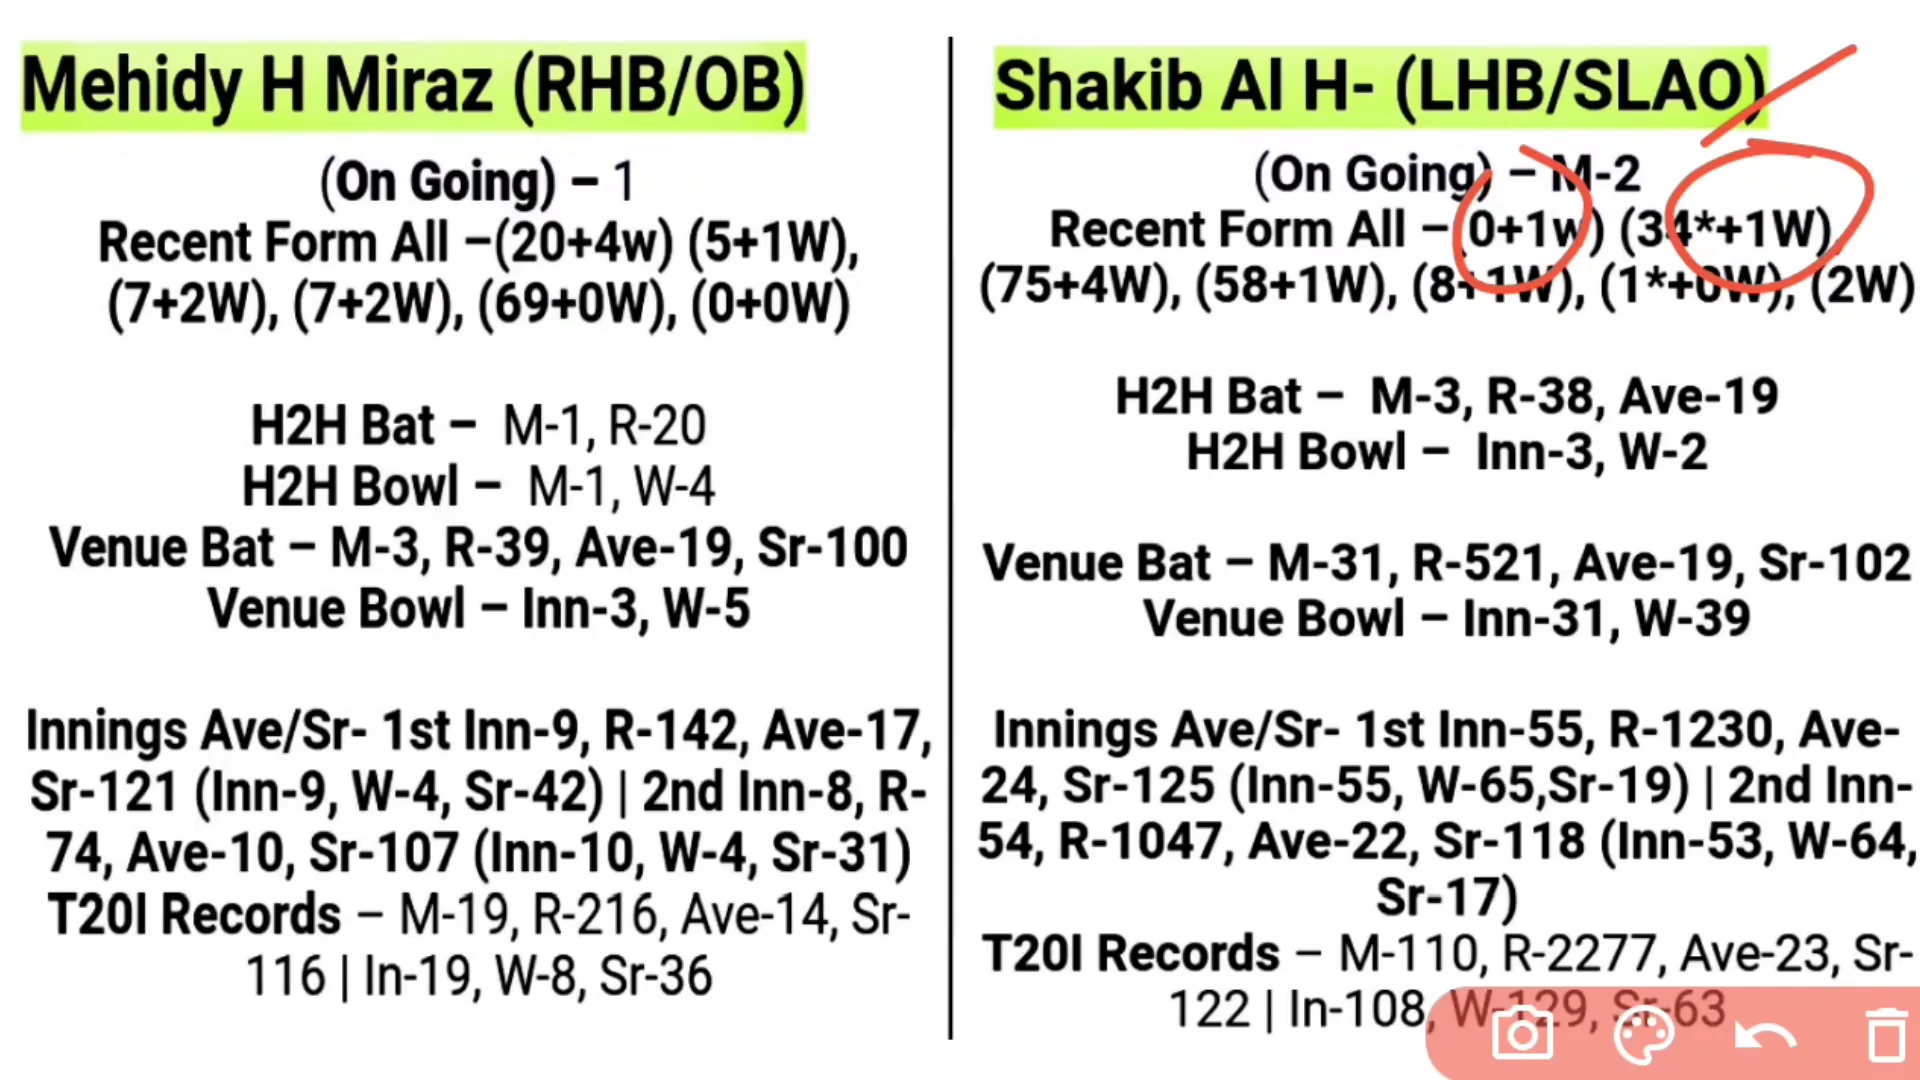 Mehidy H Miraz (RHB/OB)
(On Going) – 1
Recent Form All –(20+4w) (5+1W),
(7+2W), (7+2W), (69+0W), (0+0W)
H2H Bat – M-1, R-20
H2H Bowl – M-1, W-4
Venue Bat – M-3, R-39, Ave-19, Sr-100
Venue Bowl – Inn-3, W-5
Innings Ave/Sr- 1st Inn-9, R-142, Ave-17,
Sr-121 (Inn-9, W-4, Sr-42) | 2nd Inn-8, R-
74, Ave-10, Sr-107 (Inn-10, W-4, Sr-31)
T20I Records – M-19, R-216, Ave-14, Sr-
116 | In-19, W-8, Sr-36
Shakib Al H- (LHB/SLAO)
(On Going) – M-2
Recent Form All – (0+1w) (34*+1W),
(75+4W), (58+1W), (8+1W), (1*+0W), (2W)
H2H Bat – M-3, R-38, Ave-19
H2H Bowl – Inn-3, W-2
Venue Bat – M-31, R-521, Ave-19, Sr-102
Venue Bowl – Inn-31, W-39
Innings Ave/Sr- 1st Inn-55, R-1230, Ave-
24, Sr-125 (Inn-55, W-65,Sr-19) | 2nd Inn-
54, R-1047, Ave-22, Sr-118 (Inn-53, W-64,
Sr-17)
T20I Records – M-110, R-2277, Ave-23, Sr-
122 | In-108, W-129, Sr-63